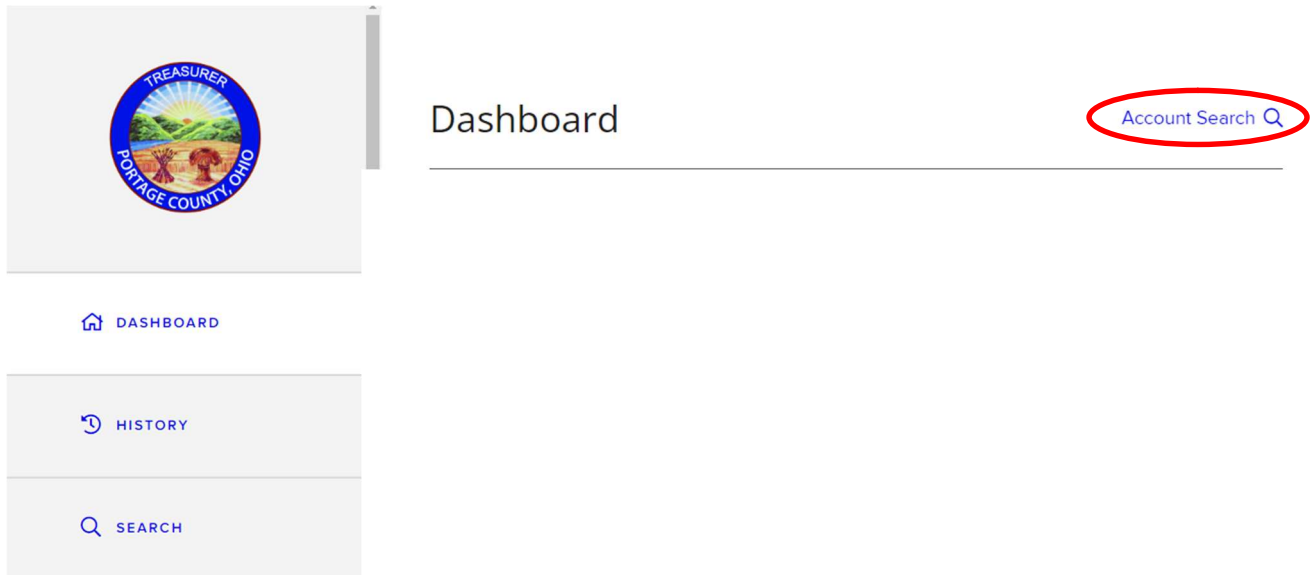 TREASURER
PORTAGE COUNTY, OHIO
Dashboard
Account Search
DASHBOARD
HISTORY
SEARCH